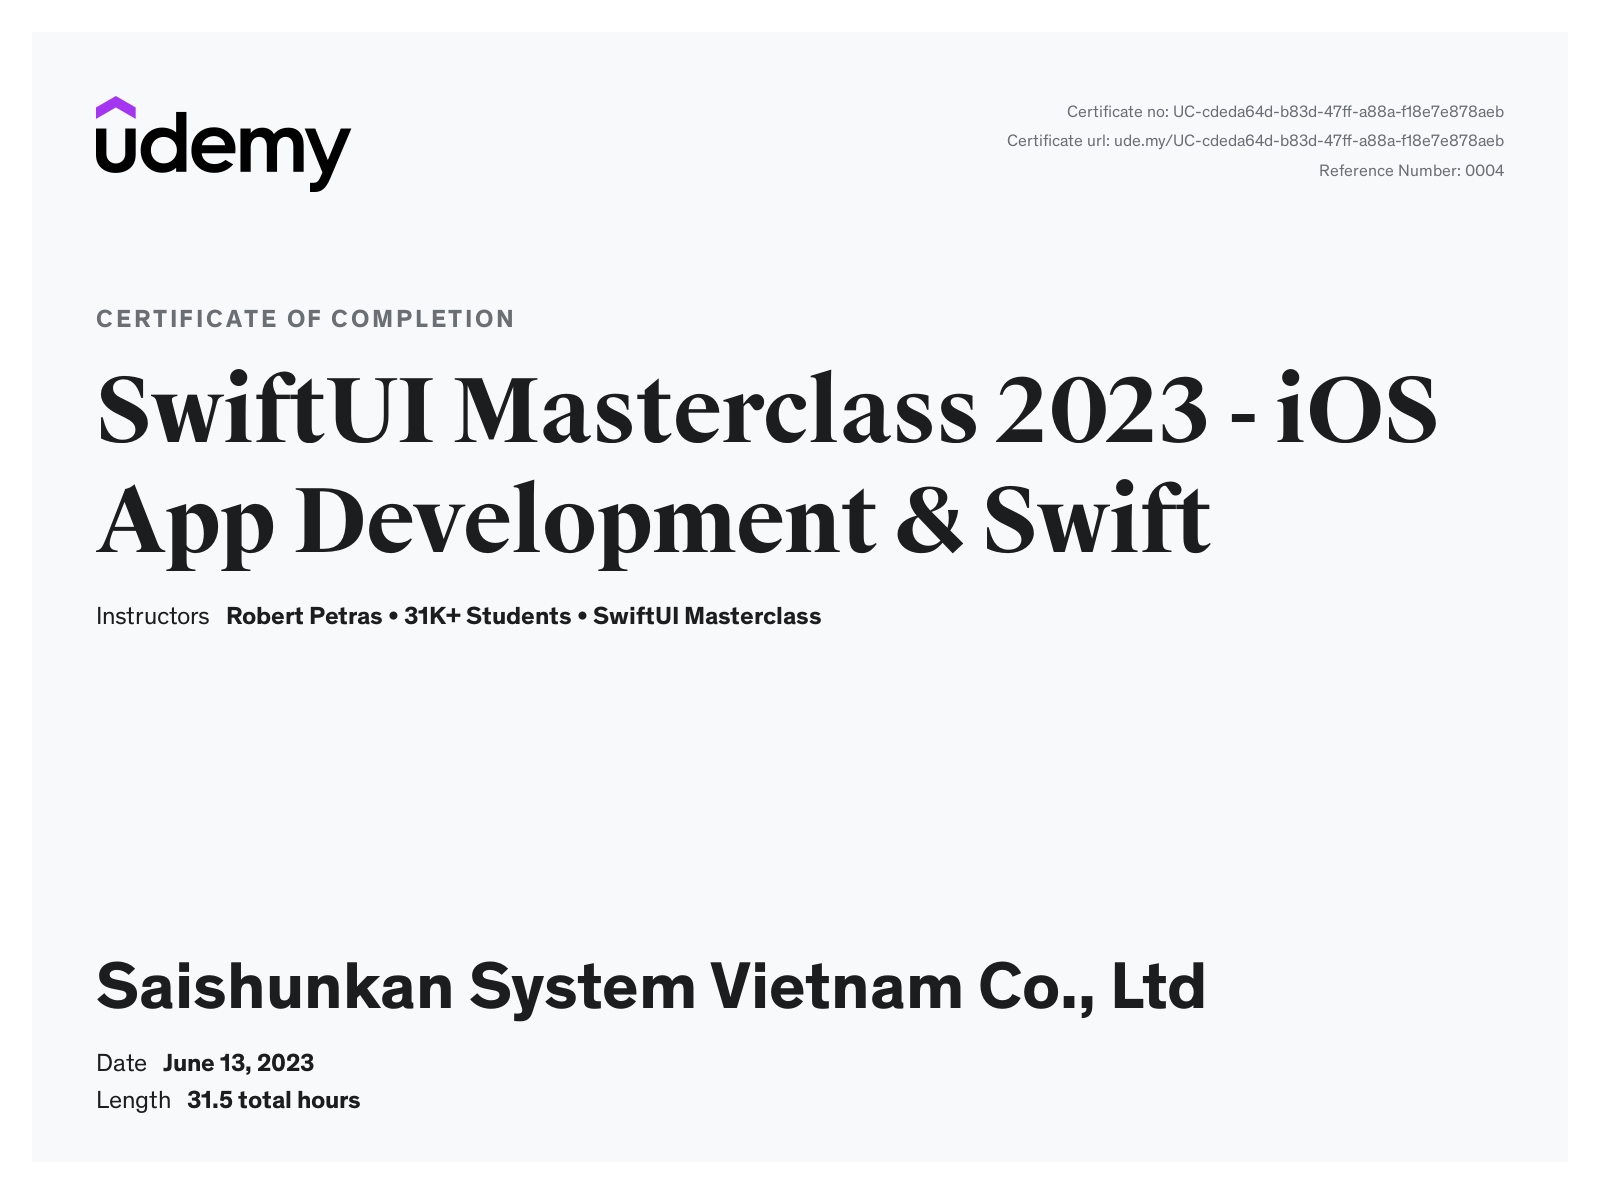 udemy
Certificate no: UC-cdeda64d-b83d-47ff-a88a-f18e7e878aeb
Certificate url: ude.my/UC-cdeda64d-b83d-47ff-a88a-f18e7e878aeb
Reference Number: 0004
CERTIFICATE OF COMPLETION
SwiftUI Masterclass 2023 - iOS
App Development & Swift
Instructors Robert Petras • 31K+ Students • SwiftUI Masterclass
Saishunkan System Vietnam Co., Ltd
Date June 13, 2023
Length 31.5 total hours